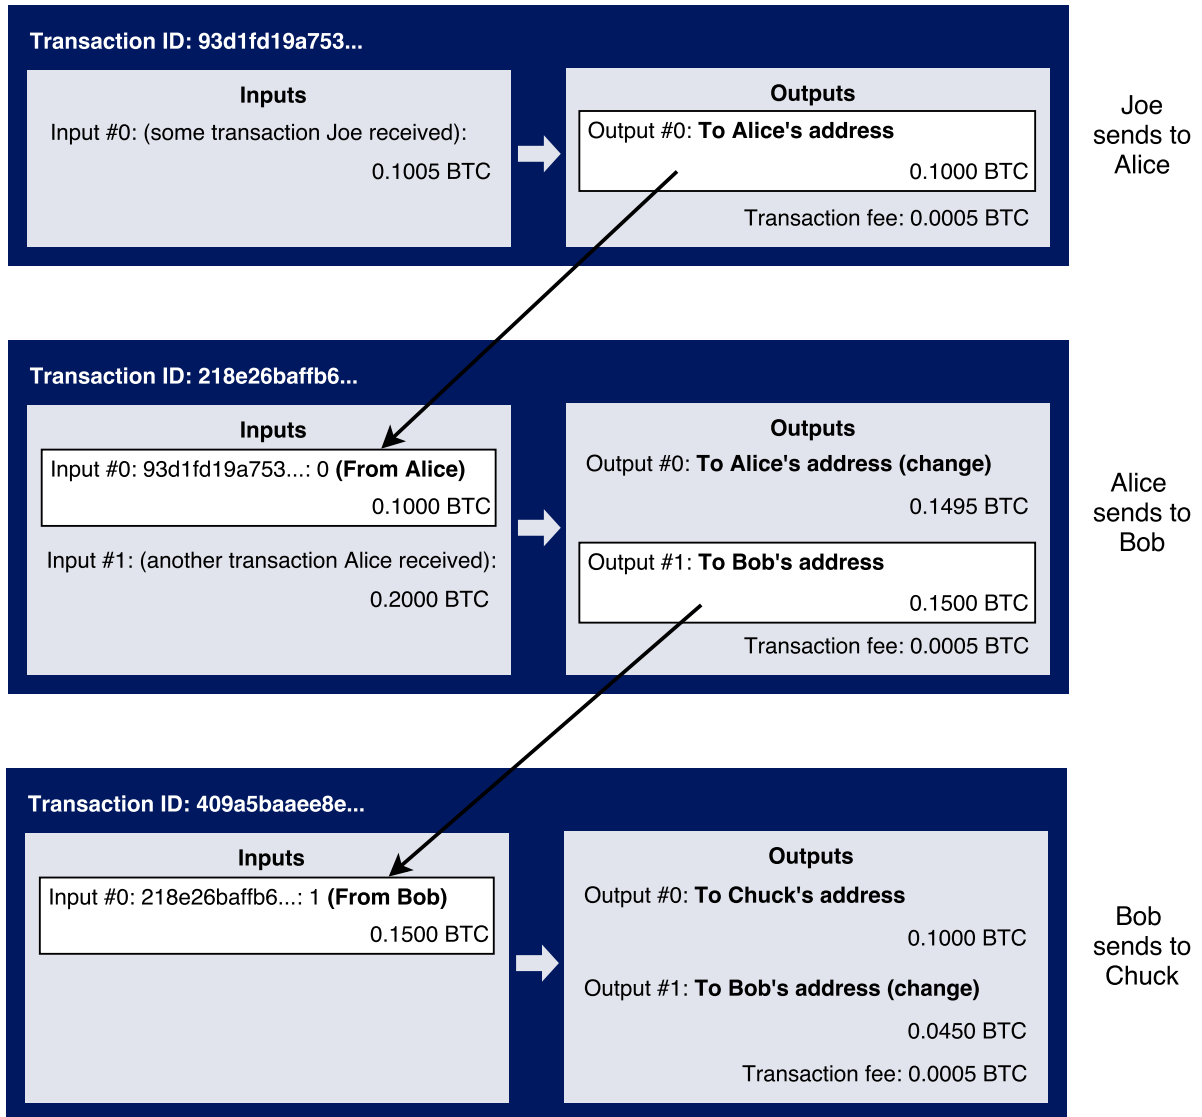 Transaction ID: 93d1fd19a753...
Inputs
Input #0: (some transaction Joe received):
0.1005 BTC
Outputs
Output #0: To Alice's address
0.1000 BTC
Transaction fee: 0.0005 BTC
Joe
sends to
Alice
Transaction ID: 218e26baffb6...
Inputs
Input #0: 93d1fd19a753...: 0 (From Alice)
0.1000 BTC
Input #1: (another transaction Alice received):
0.2000 BTC
Outputs
Output #0: To Alice's address (change)
0.1495 BTC
Output #1: To Bob's address
0.1500 BTC
Transaction fee: 0.0005 BTC
Alice
sends to
Bob
Transaction ID: 409a5baaee8e...
Inputs
Input #0: 218e26baffb6...: 1 (From Bob)
0.1500 BTC
Outputs
Output #0: To Chuck's address
0.1000 BTC
Output #1: To Bob's address (change)
0.0450 BTC
Transaction fee: 0.0005 BTC
Bob
sends to
Chuck